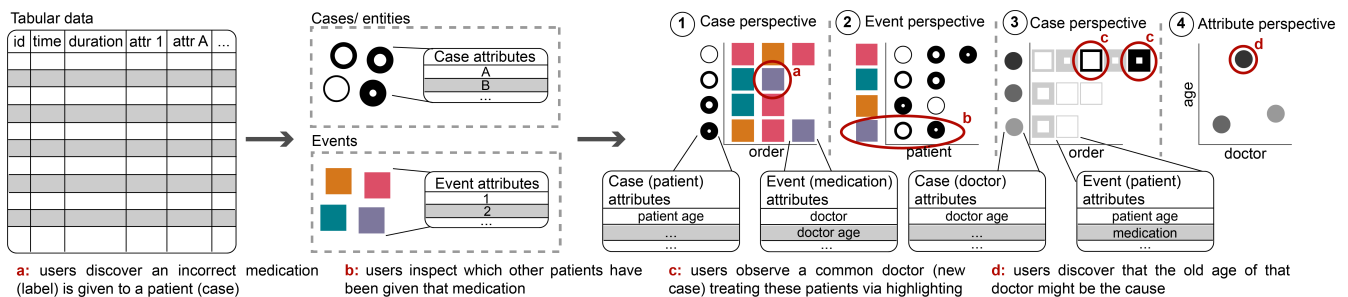 Tabular data
id time duration attr 1 attr A ...
Cases/ entities
Case attributes
A
B
...
Events
Event attributes
1
2
...
1 Case perspective
a
order
2 Event perspective
b
patient
3 Case perspective
c c
order
4 Attribute perspective
d
age
doctor
Case (patient)
attributes
patient age
...
...
Event (medication)
attributes
doctor
doctor age
...
Case (doctor)
attributes
doctor age
...
...
Event (patient)
attributes
patient age
medication
...
a: users discover an incorrect medication
(label) is given to a patient (case)
b: users inspect which other patients have
been given that medication
c: users observe a common doctor (new
case) treating these patients via highlighting
d: users discover that the old age of that
doctor might be the cause